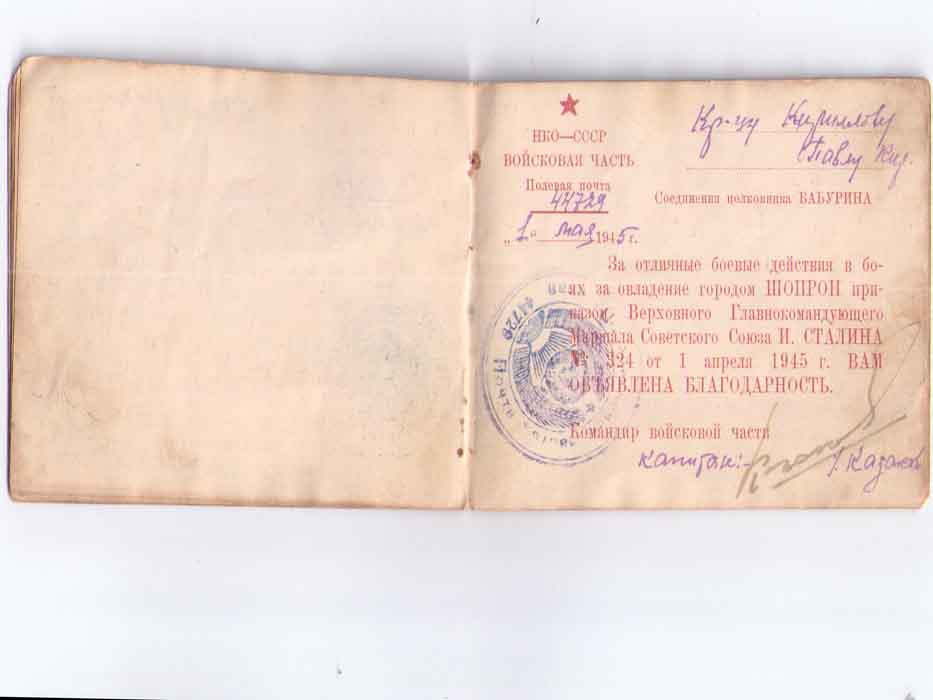 НКО—СССР
ВОЙСКОВАЯ ЧАСТЬ
Полевая почта
44729
„1“ мая 1945 г.
Кр-цу Кириллову
Павлу Кир.
Соединения полковника БАБУРИНА
За отличные боевые действия в бо-
ях за овладение городом ШОПРОН при-
казом Верховного Главнокомандующего
Маршала Советского Союза И. СТАЛИНА
№ 324 от 1 апреля 1945 г. ВАМ
ОБЪЯВЛЕНА БЛАГОДАРНОСТЬ.
Командир войсковой части
капитан:- /Казаков